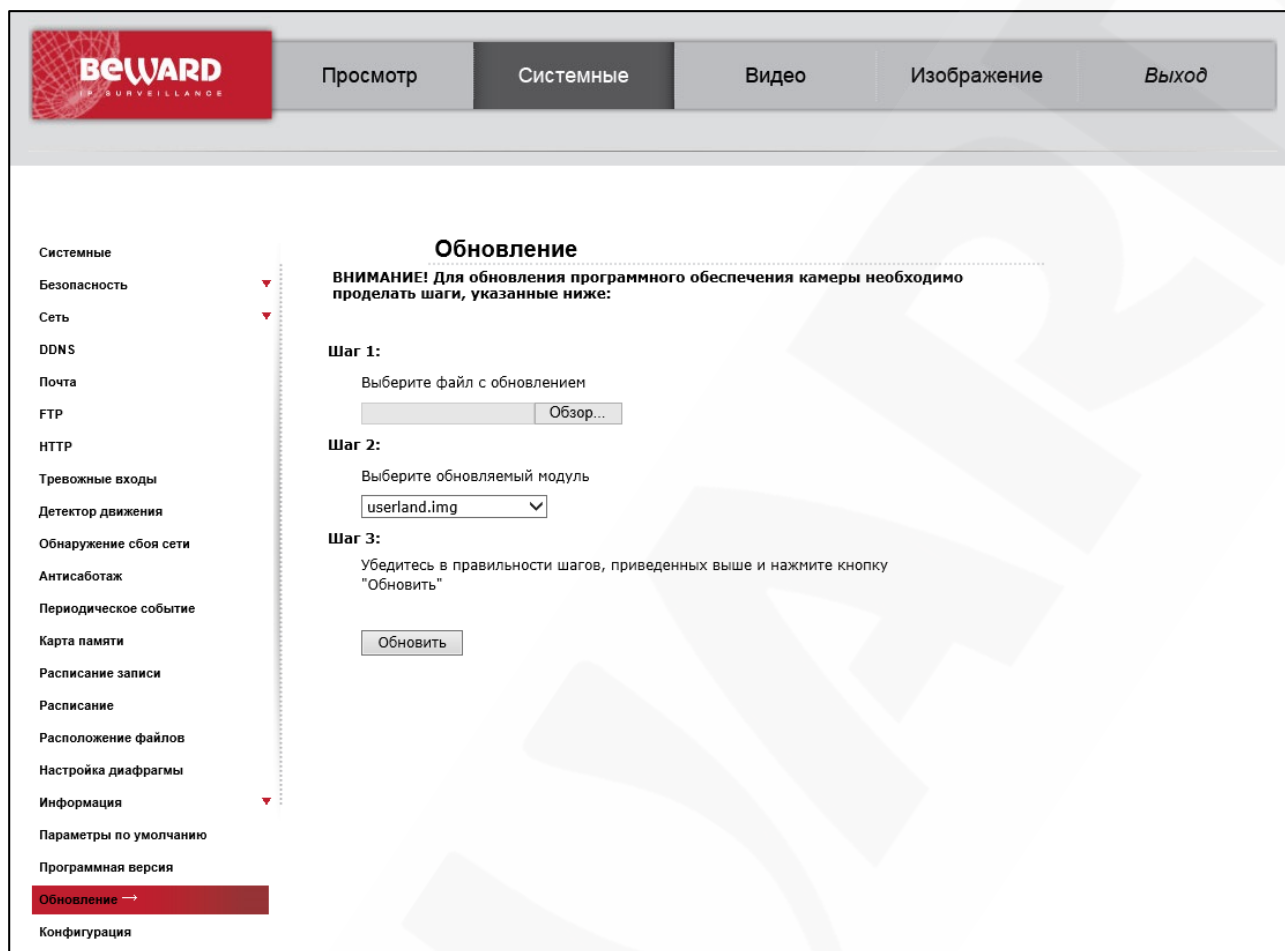 BEWARD
IP SURVEILLANCE
Просмотр
Системные
Видео
Изображение
Выход
Системные
Безопасность
Сеть
DDNS
Почта
FTP
HTTP
Тревожные входы
Детектор движения
Обнаружение сбоя сети
Антисаботаж
Периодическое событие
Карта памяти
Расписание записи
Расписание
Расположение файлов
Настройка диафрагмы
Информация
Параметры по умолчанию
Программная версия
Обновление →
Конфигурация
Обновление
ВНИМАНИЕ! Для обновления программного обеспечения камеры необходимо
проделать шаги, указанные ниже:
Шаг 1:
Выберите файл с обновлением
Обзор...
Шаг 2:
Выберите обновляемый модуль
userland.img
Шаг 3:
Убедитесь в правильности шагов, приведенных выше и нажмите кнопку
"Обновить"
Обновить